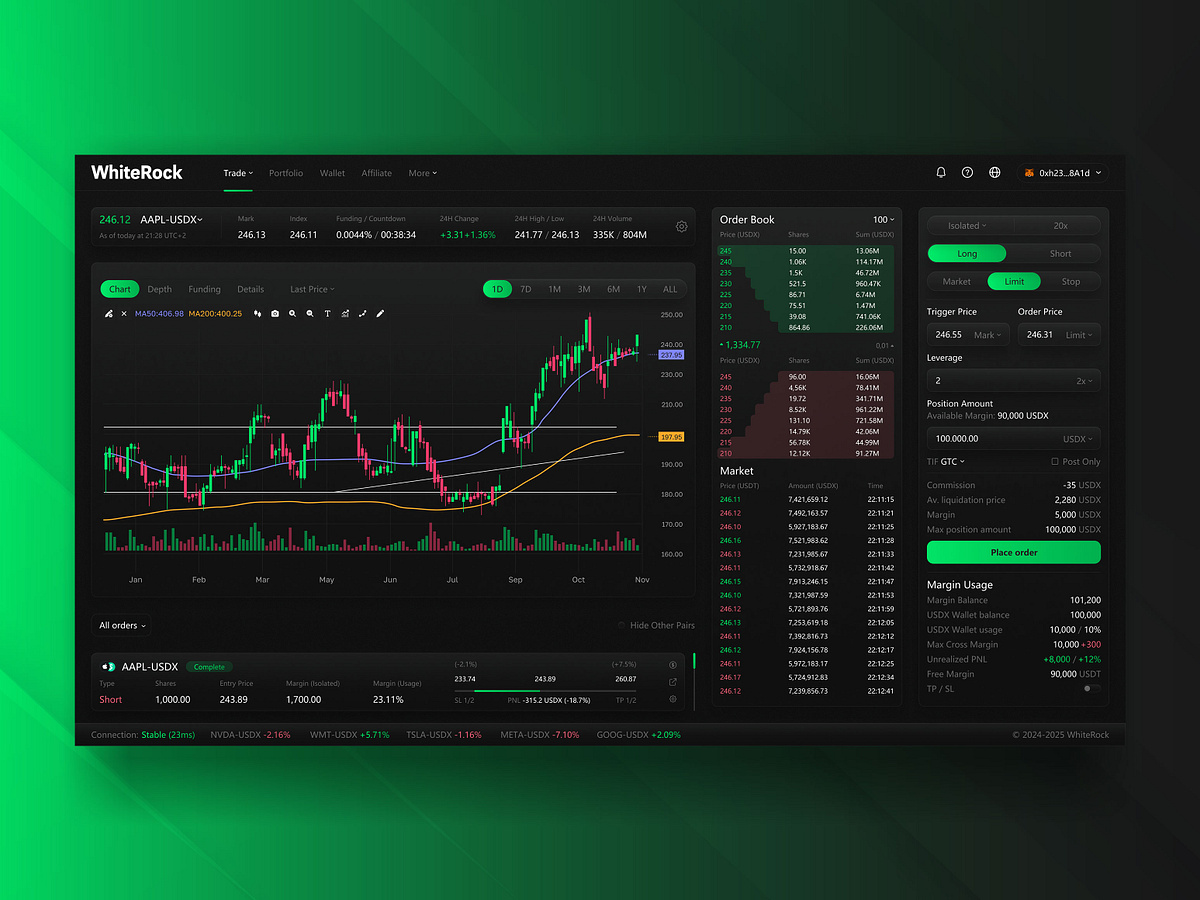 WhiteRock
Trade Portfolio Wallet Affiliate More
0xh23...8A1d
246.12 AAPL-USDX
As of today at 21:28 UTC+2
Mark Index Funding / Countdown 24H Change 24H High / Low 24H Volume
246.13 246.11 0.0044% / 00:38:34 +3.31+1.36% 241.77 / 246.13 335K / 804M
Chart Depth Funding Details Last Price
1D 7D 1M 3M 6M 1Y ALL
MA50:406.98 MA200:400.25
T
250.00
240.00
237.95
230.00
210.00
197.95
190.00
180.00
170.00
160.00
Jan Feb Mar May Jun Jul Sep Oct Nov
All orders
Hide Other Pairs
AAPL-USDX Complete
Type Shares Entry Price Margin (Isolated) Margin (Usage)
Short 1,000.00 243.89 1,700.00 23.11%
(-2.1%) (+7.5%)
233.74 243.89 260.87
SL 1/2 PNL -315.2 USDX (-18.7%) TP 1/2
Order Book 100
Price (USDX) Shares Sum (USDX)
245 15.00 13.06M
240 1.06K 114.17M
235 1.5K 46.72M
230 521.5 960.47K
225 86.71 6.74M
220 75.51 1.47M
215 39.08 741.06K
210 864.86 226.06M
1,334.77 0,01
Price (USDX) Shares Sum (USDX)
245 96.00 16.06M
240 4,56K 78.41M
235 19.72 341.71M
230 8.52K 961.22M
225 131.10 721.58M
220 14.79K 42.06M
215 56.78K 44.99M
210 12.12K 91.27M
Market
Price (USDT) Amount (USDX) Time
246.11 7,421,659.12 22:11:15
246.12 7,492,163.57 22:11:21
246.10 5,927,183.67 22:11:25
246.16 7,521,983.62 22:11:28
246.13 7,231,985.67 22:11:33
246.11 5,732,918.67 22:11:42
246.15 7,913,246.15 22:11:47
246.10 7,321,987.59 22:11:53
246.12 5,721,893.76 22:11:59
246.13 7,253,619.18 22:12:05
246.11 7,392,816.73 22:12:12
246.12 7,924,156.78 22:12:17
246.11 5,972,183.17 22:12:25
246.17 5,724,912.83 22:12:34
246.12 7,239,856.73 22:12:41
Isolated 20x
Long Short
Market Limit Stop
Trigger Price Order Price
246.55 Mark 246.31 Limit
Leverage
2 2x
Position Amount
Available Margin: 90,000 USDX
100.000.00 USDX
TIF GTC Post Only
Commission -35 USDX
Av. liquidation price 2,280 USDX
Margin 5,000 USDX
Max position amount 100,000 USDX
Place order
Margin Usage
Margin Balance 101,200
USDX Wallet balance 100,000
USDX Wallet usage 10,000 / 10%
Max Cross Margin 10,000 +300
Unrealized PNL +8,000 / +12%
Free Margin 90,000 USDT
TP / SL
Connection: Stable (23ms) NVDA-USDX -2.16% WMT-USDX +5.71% TSLA-USDX -1.16% META-USDX -7.10% GOOG-USDX +2.09%
© 2024-2025 WhiteRock